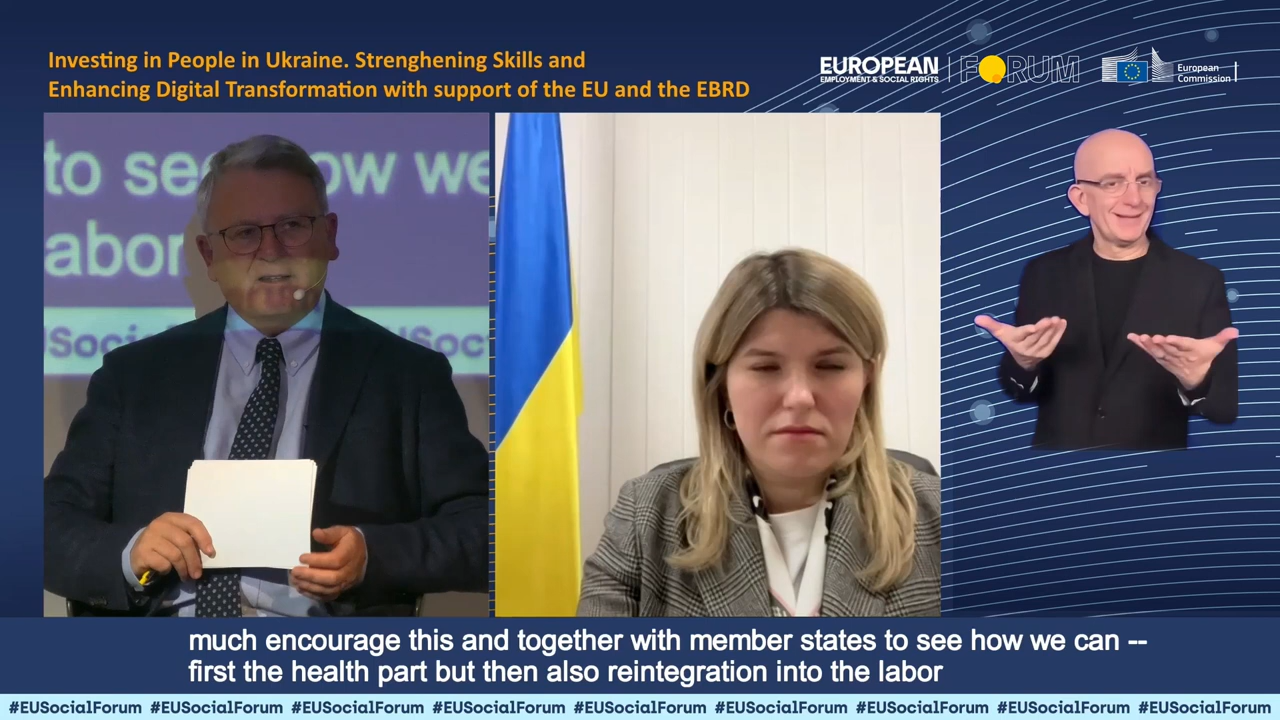 Investing in People in Ukraine. Strenghening Skills and
Enhancing Digital Transformation with support of the EU and the EBRD
EUROPEAN
EMPLOYMENT & SOCIAL RIGHTS
FORUM
European
Commission
to see how we
labor
USoci
USoc
much encourage this and together with member states to see how we can --
first the health part but then also reintegration into the labor
#EUSocialForum #EUSocialForum #EUSocialForum #EUSocialForum #EUSocialForum #EUSocialForum #EUSocialForum #EUSocialForum #EUSocialForum